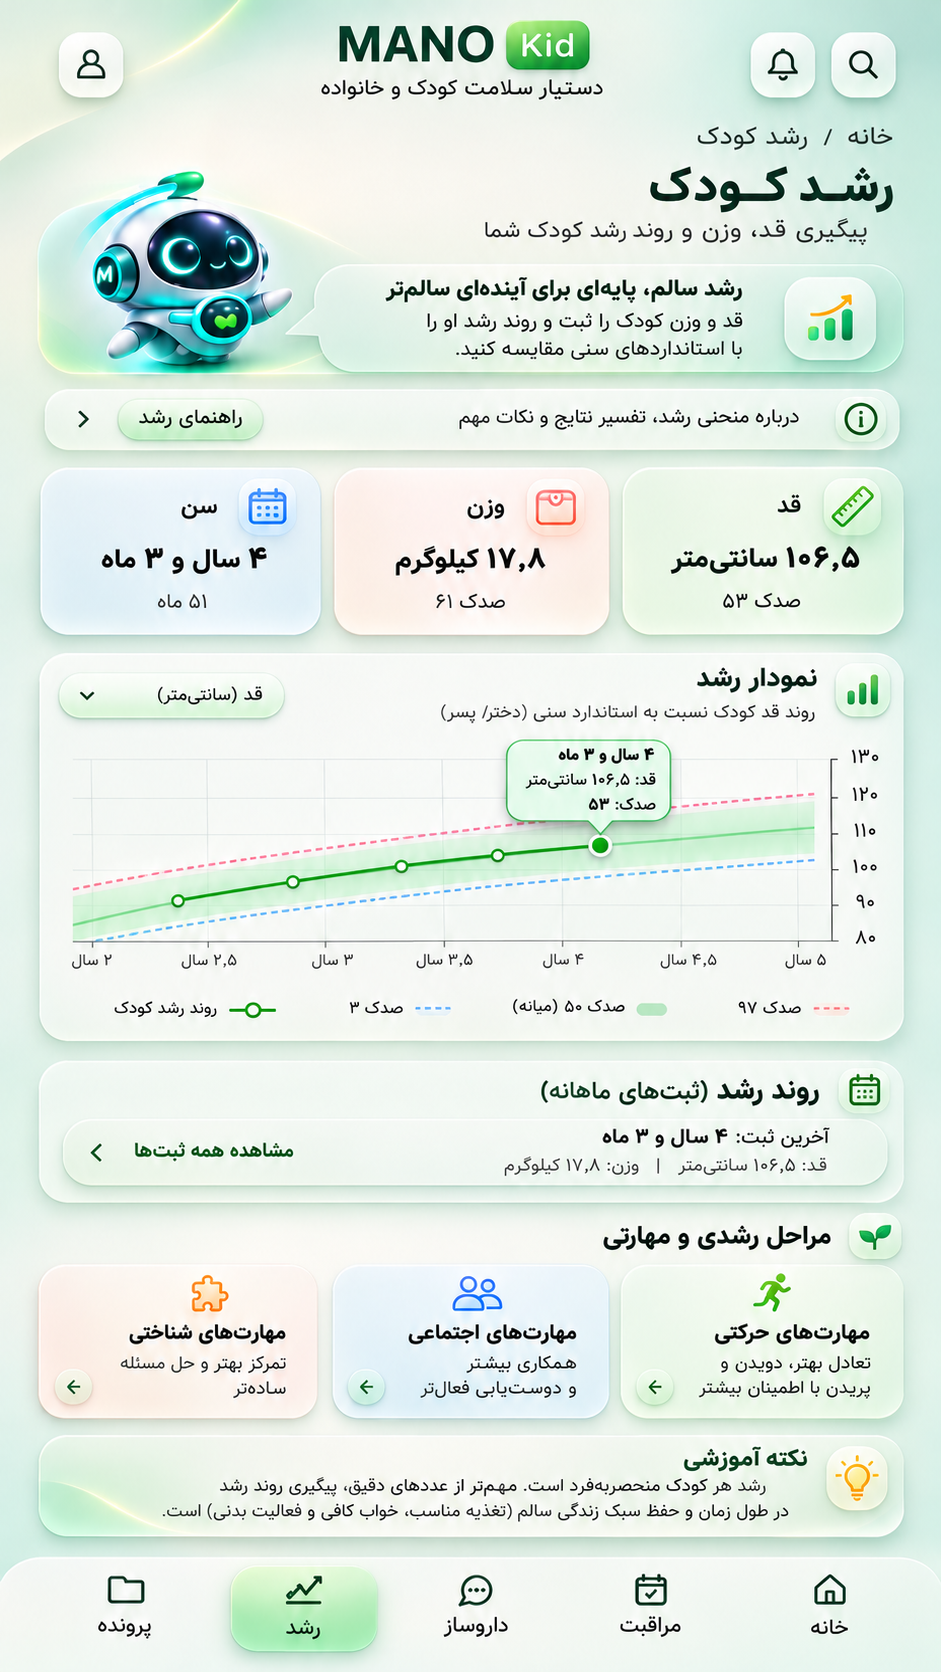 MANO Kid
دستیار سلامت کودک و خانواده
خانه / رشد کودک
رشـد کـودک
پیگیری قد، وزن و روند رشد کودک شما
M
رشد سالم، پایه‌ای برای آینده‌ای سالم‌تر
قد و وزن کودک را ثبت و روند رشد او را
با استانداردهای سنی مقایسه کنید.
درباره منحنی رشد، تفسیر نتایج و نکات مهم
راهنمای رشد
قد
۱۰۶,۵ سانتی‌متر
صدک ۵۳
وزن
۱۷,۸ کیلوگرم
صدک ۶۱
سن
۴ سال و ۳ ماه
۵۱ ماه
نمودار رشد
روند قد کودک نسبت به استاندارد سنی (دختر/ پسر)
قد (سانتی‌متر)
۴ سال و ۳ ماه
قد: ۱۰۶,۵ سانتی‌متر
صدک: ۵۳
۱۳۰
۱۲۰
۱۱۰
۱۰۰
۹۰
۸۰
۵ سال
۴,۵ سال
۴ سال
۳,۵ سال
۳ سال
۲,۵ سال
۲ سال
صدک ۹۷
صدک ۵۰ (میانه)
صدک ۳
روند رشد کودک
روند رشد (ثبت‌های ماهانه)
آخرین ثبت: ۴ سال و ۳ ماه
قد: ۱۰۶,۵ سانتی‌متر | وزن: ۱۷,۸ کیلوگرم
مشاهده همه ثبت‌ها
مراحل رشدی و مهارتی
مهارت‌های حرکتی
تعادل بهتر، دویدن و
پریدن با اطمینان بیشتر
مهارت‌های اجتماعی
همکاری بیشتر
و دوست‌یابی فعال‌تر
مهارت‌های شناختی
تمرکز بهتر و حل مسئله
ساده‌تر
نکته آموزشی
رشد هر کودک منحصربه‌فرد است. مهم‌تر از عددهای دقیق، پیگیری روند رشد
در طول زمان و حفظ سبک زندگی سالم (تغذیه مناسب، خواب کافی و فعالیت بدنی) است.
خانه
مراقبت
داروساز
رشد
پرونده